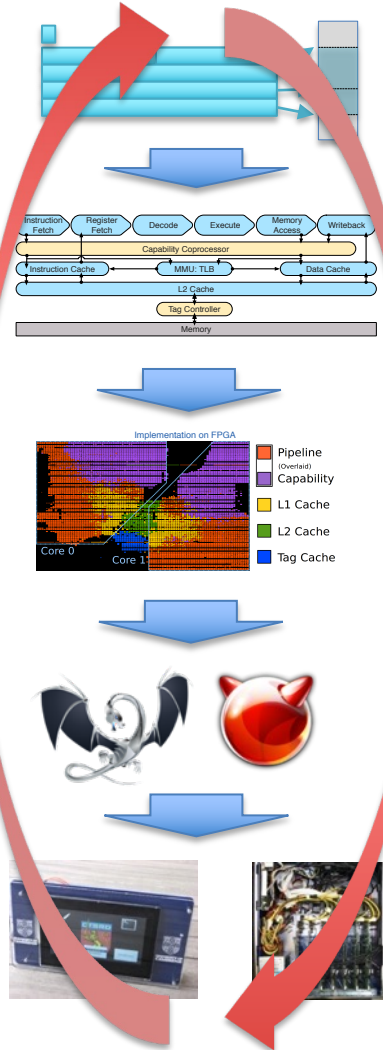 Instruction
Fetch
Register
Fetch
Decode
Execute
Memory
Access
Writeback
Capability Coprocessor
Instruction Cache
MMU: TLB
Data Cache
L2 Cache
Tag Controller
Memory
Implementation on FPGA
Pipeline
(Overlaid)
Capability
L1 Cache
L2 Cache
Tag Cache
Core 0
Core 1